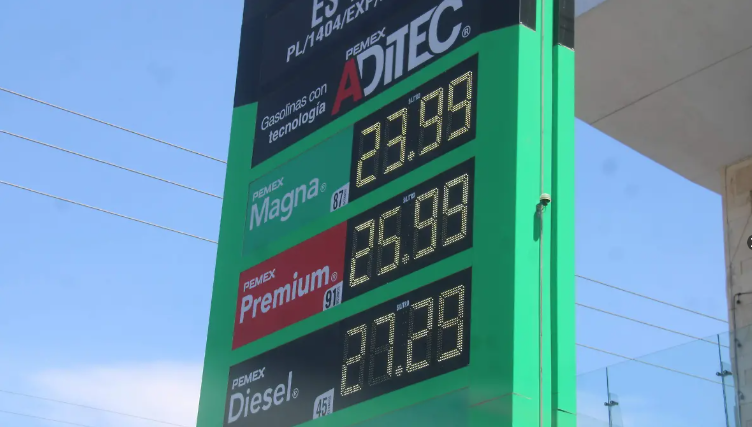 ES
PL/1404/EXP/
PEMEX
ADiTEC®
Gasolinas con
tecnología
PEMEX
Magna®
87
23.99
PEMEX
Premium®
91
25.99
PEMEX
Diesel®
45
27.29